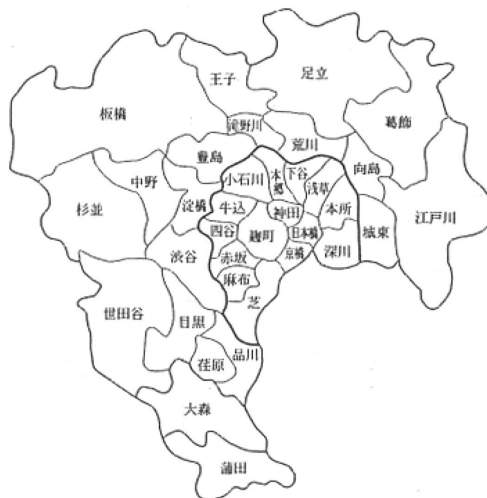 足立
王子
板橋
葛飾
滝野川
荒川
豊島
向島
小石川
本郷
下谷
浅草
中野
淀橋
牛込
神田
本所
杉並
江戸川
四谷
麹町
日本橋
城東
深川
京橋
渋谷
赤坂
麻布
芝
世田谷
目黒
品川
荏原
大森
蒲田